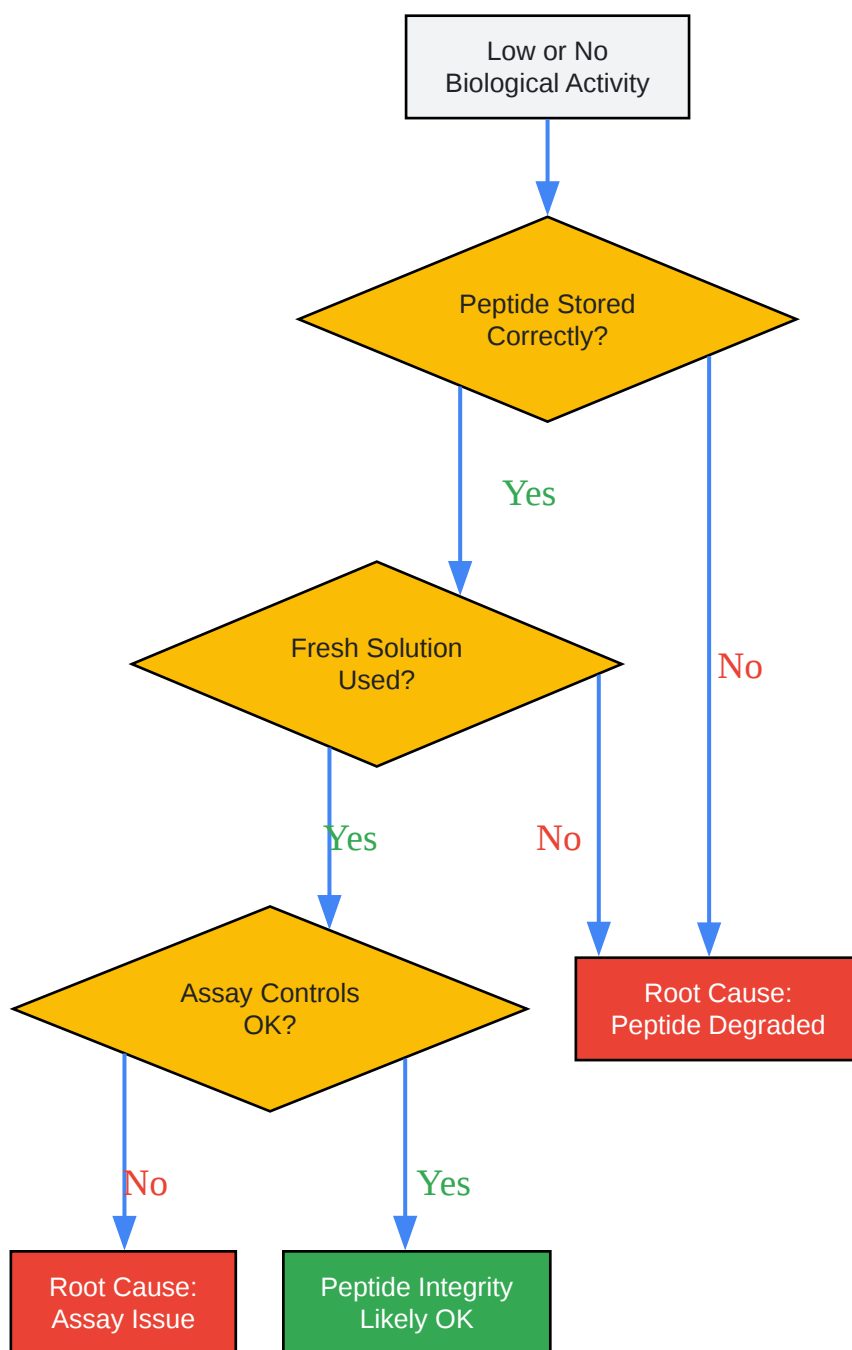 Low or No
Biological Activity
Peptide Stored
Correctly?
Yes
Fresh Solution
Used?
No
Yes
No
Assay Controls
OK?
Root Cause:
Peptide Degraded
No
Yes
Root Cause:
Assay Issue
Peptide Integrity
Likely OK